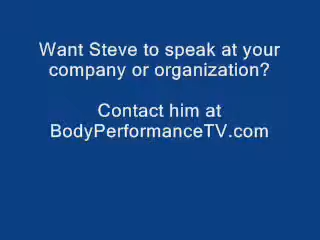 Want Steve to speak at your
company or organization?
Contact him at
BodyPerformanceTV.com